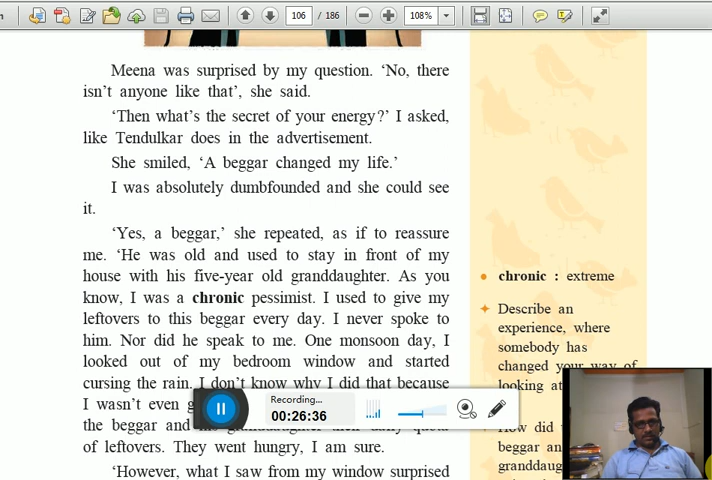 106 / 186
108%
Meena was surprised by my question. ‘No, there
isn’t anyone like that’, she said.
‘Then what’s the secret of your energy?’ I asked,
like Tendulkar does in the advertisement.
She smiled, ‘A beggar changed my life.’
I was absolutely dumbfounded and she could see
it.
‘Yes, a beggar,’ she repeated, as if to reassure
me. ‘He was old and used to stay in front of my
house with his five-year old granddaughter. As you
know, I was a chronic pessimist. I used to give my
leftovers to this beggar every day. I never spoke to
him. Nor did he speak to me. One monsoon day, I
looked out of my bedroom window and started
cursing the rain. I don’t know why I did that because
I wasn’t even
the beggar and
of leftovers. They went hungry, I am sure.
‘However, what I saw from my window surprised
chronic : extreme
Describe an
experience, where
somebody has
changed your way of
looking at
How did
beggar an
granddaug
Recording...
00:26:36